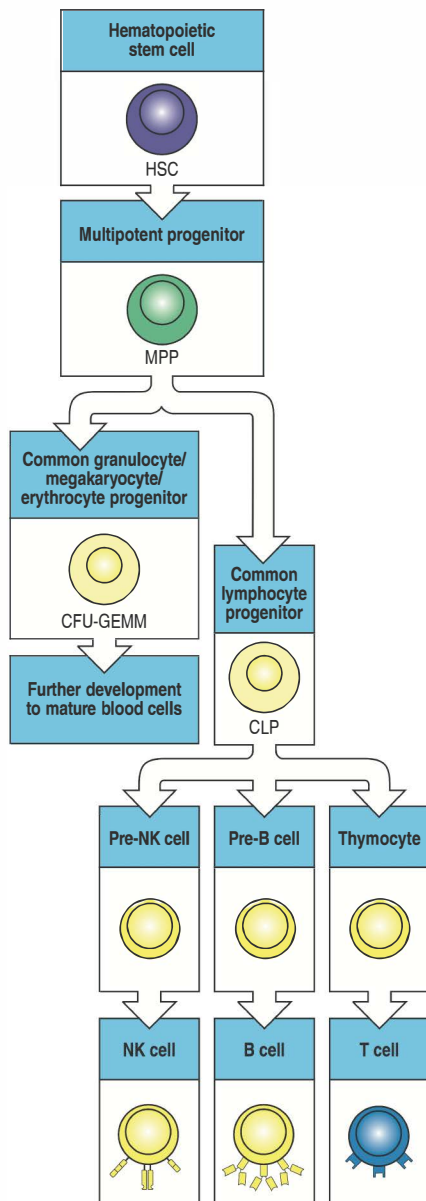 Hematopoietic
stem cell
HSC
Multipotent progenitor
MPP
Common granulocyte/
megakaryocyte/
erythrocyte progenitor
CFU-GEMM
Further development
to mature blood cells
Common
lymphocyte
progenitor
CLP
Pre-NK cell
Pre-B cell
Thymocyte
NK cell
B cell
T cell